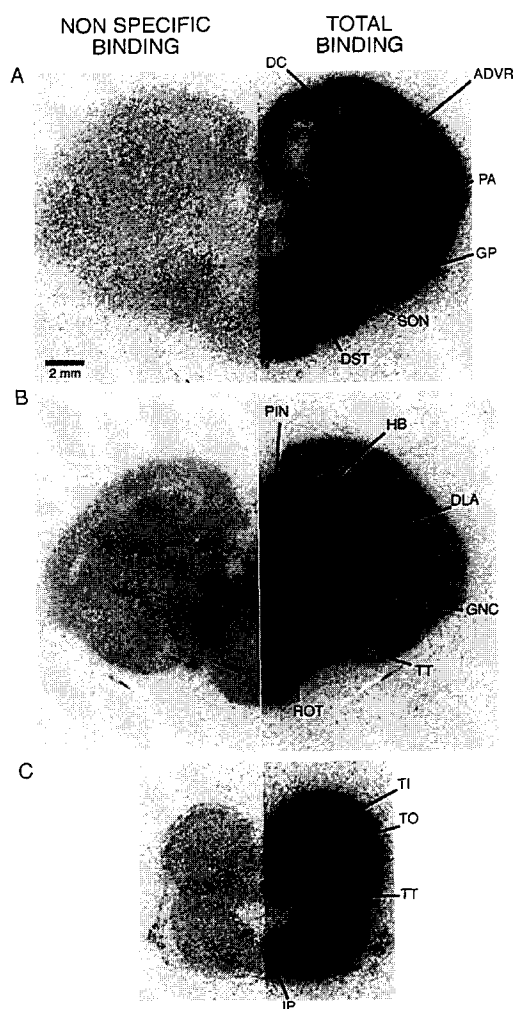 NON SPECIFIC BINDING
TOTAL BINDING
A
DC
ADVR
PA
GP
SON
DST
2 mm
B
PIN
HB
DLA
GNC
TT
ROT
C
TI
TO
TT
IP